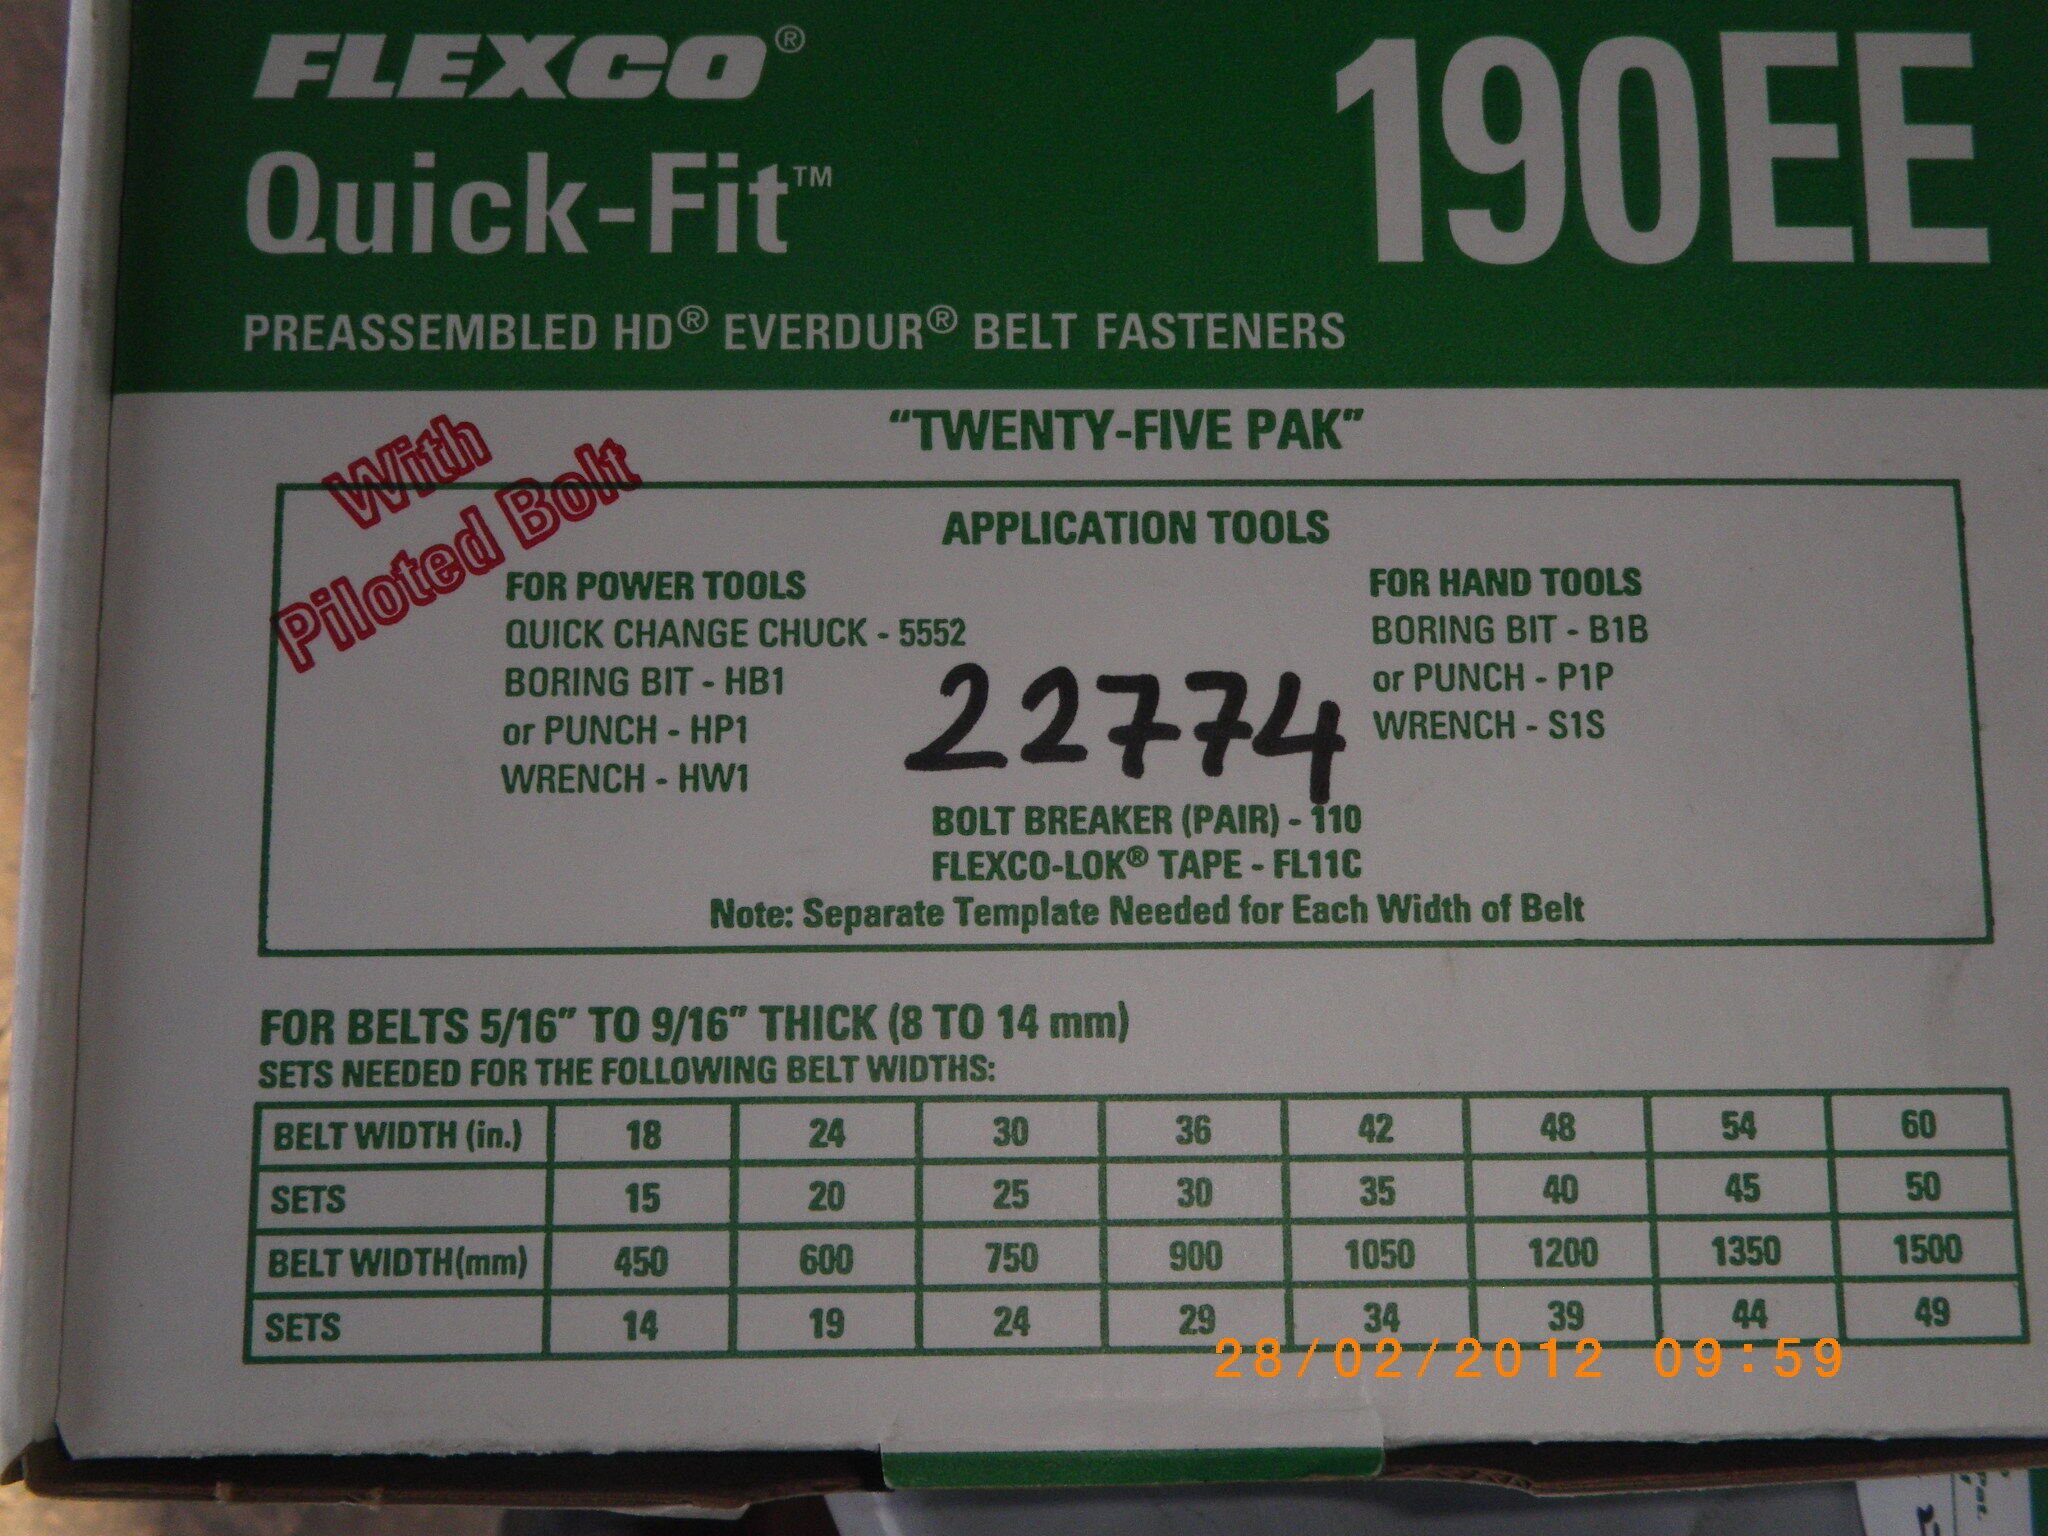 FLEXCO®
190EE
Quick-Fit™
PREASSEMBLED HD® EVERDUR® BELT FASTENERS
"TWENTY-FIVE PAK"
With
Piloted Bolt
APPLICATION TOOLS
FOR POWER TOOLS
QUICK CHANGE CHUCK - 5552
BORING BIT - HB1
or PUNCH - HP1
WRENCH - HW1
FOR HAND TOOLS
BORING BIT - B1B
or PUNCH - P1P
WRENCH - S1S
22774
BOLT BREAKER (PAIR) - 110
FLEXCO-LOK® TAPE - FL11C
Note: Separate Template Needed for Each Width of Belt
FOR BELTS 5/16" TO 9/16" THICK (8 TO 14 mm)
SETS NEEDED FOR THE FOLLOWING BELT WIDTHS:
BELT WIDTH (in.) 18 24 30 36 42 48 54 60
SETS 15 20 25 30 35 40 45 50
BELT WIDTH(mm) 450 600 750 900 1050 1200 1350 1500
SETS 14 19 24 29 34 39 44 49
28/02/2012 09:59